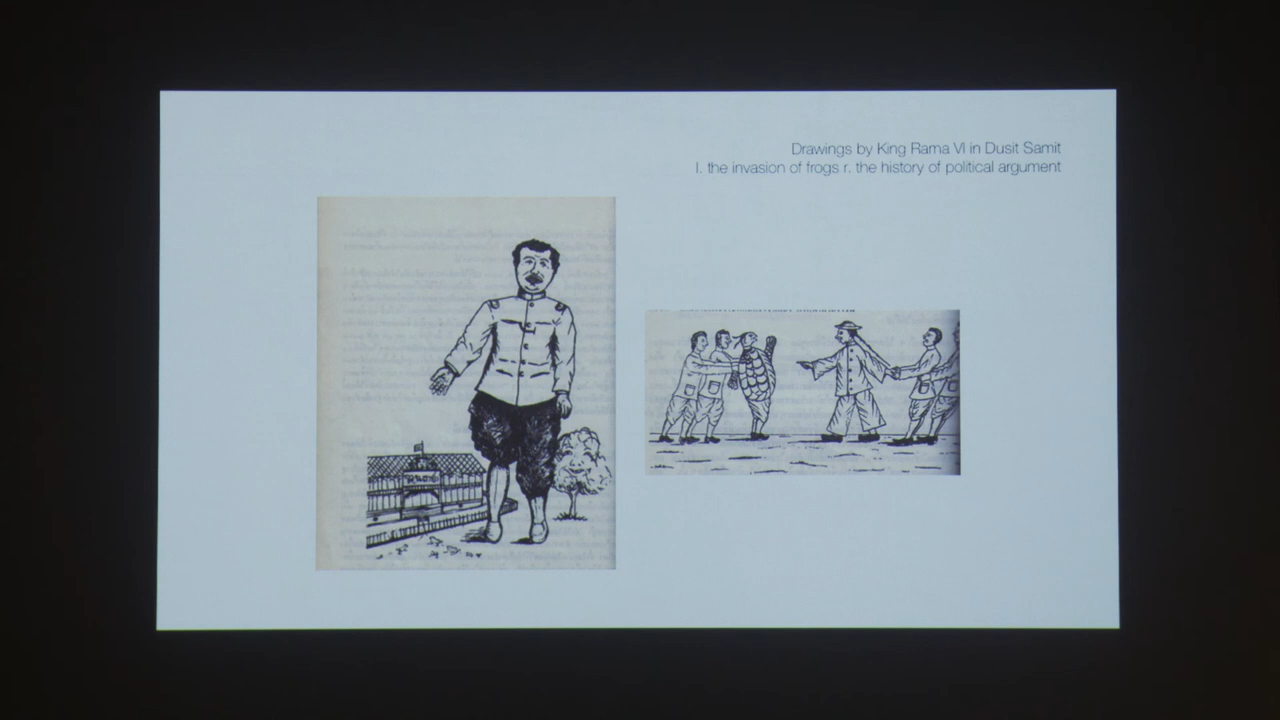 Drawings by King Rama VI in Dusit Samit
l. the invasion of frogs r. the history of political argument